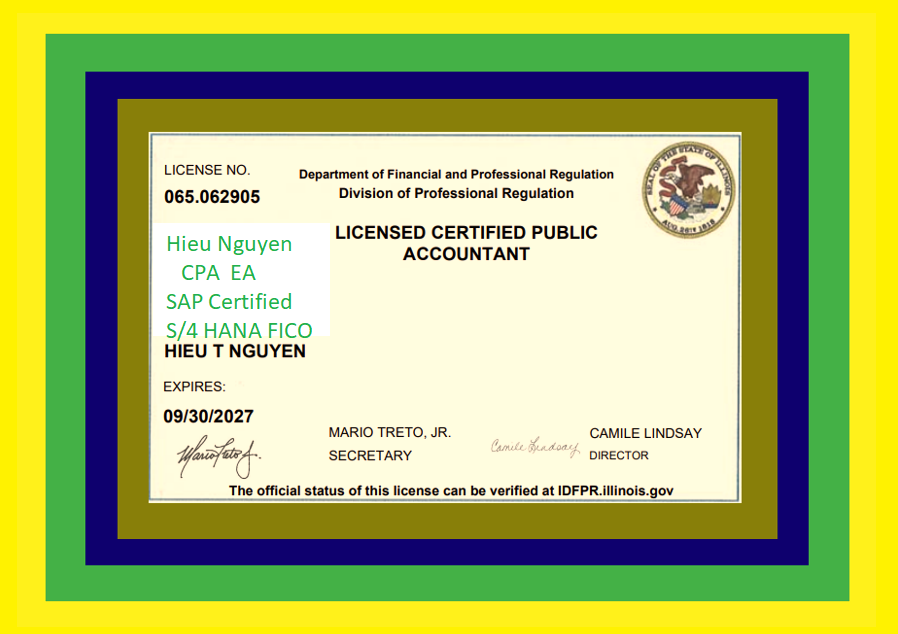 LICENSE NO.
065.062905
Department of Financial and Professional Regulation
Division of Professional Regulation
SEAL OF THE STATE OF ILLINOIS
AUG. 26TH 1818
LICENSED CERTIFIED PUBLIC
ACCOUNTANT
Hieu Nguyen
CPA EA
SAP Certified
S/4 HANA FICO
HIEU T NGUYEN
EXPIRES:
09/30/2027
Mario Treto Jr.
MARIO TRETO, JR.
SECRETARY
Camile Lindsay
CAMILE LINDSAY
DIRECTOR
The official status of this license can be verified at IDFPR.illinois.gov